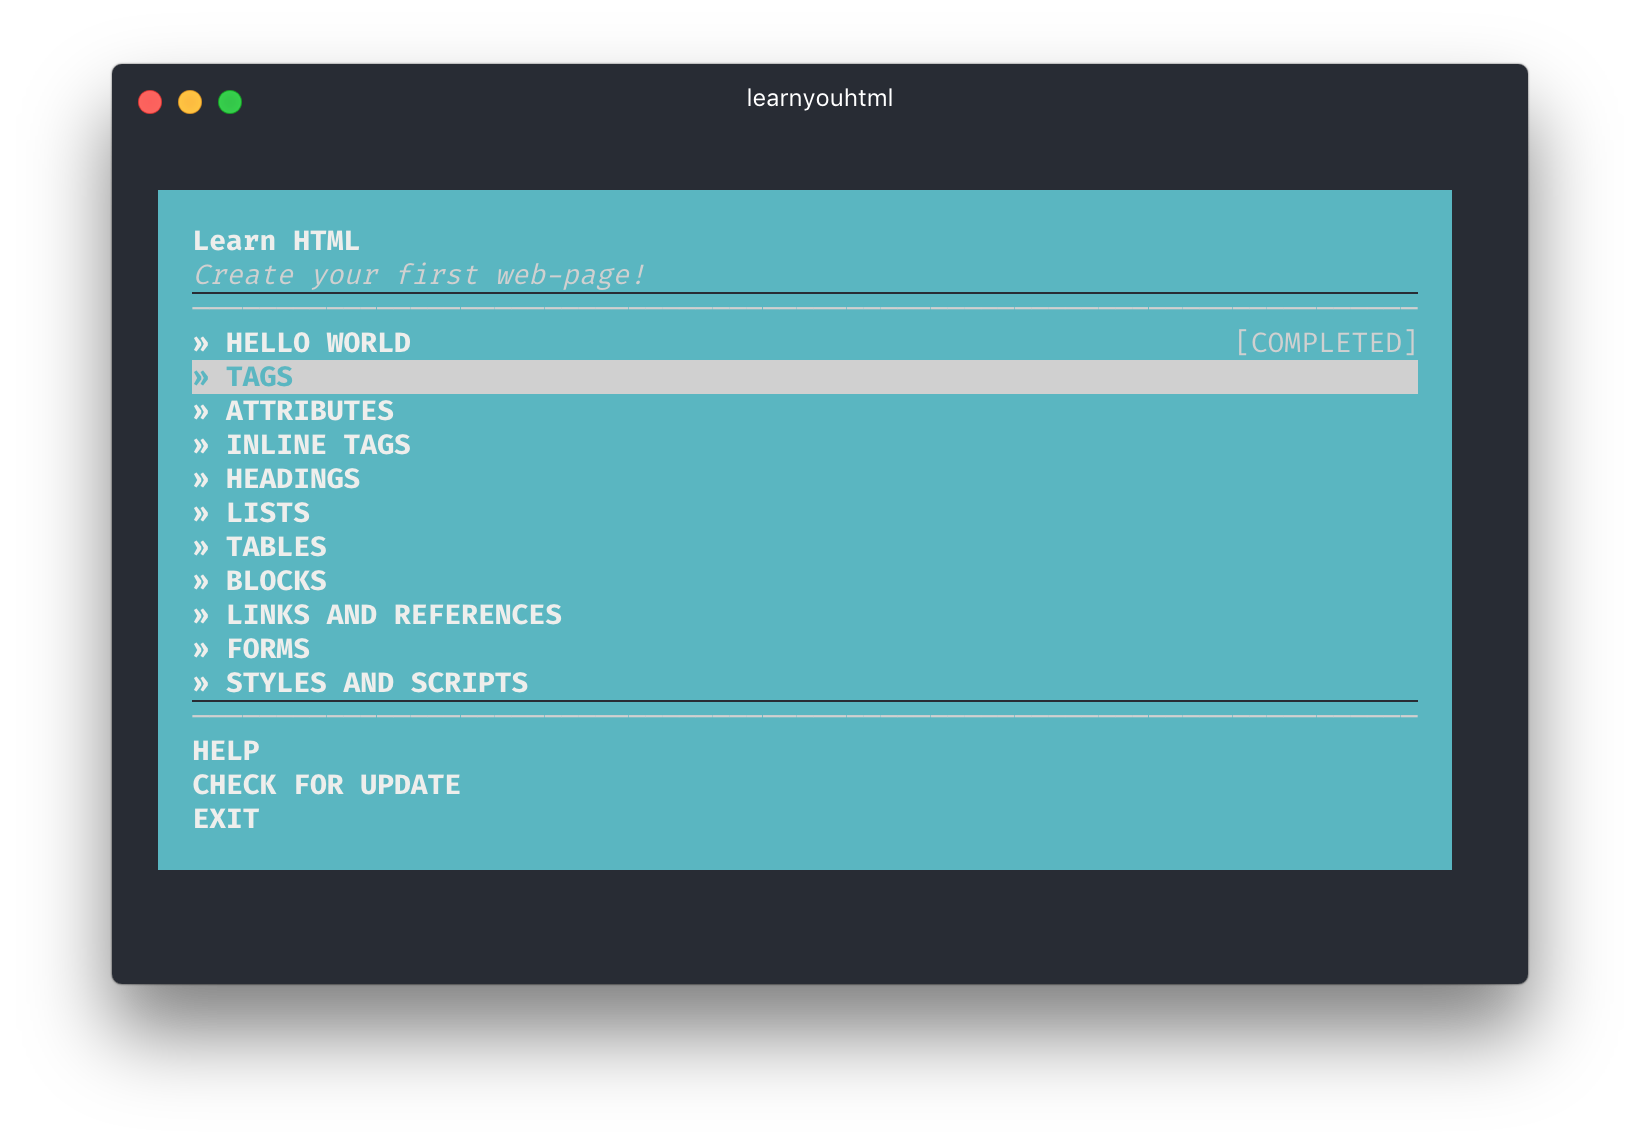 learnyouhtml
Learn HTML
Create your first web-page!
» HELLO WORLD [COMPLETED]
» TAGS
» ATTRIBUTES
» INLINE TAGS
» HEADINGS
» LISTS
» TABLES
» BLOCKS
» LINKS AND REFERENCES
» FORMS
» STYLES AND SCRIPTS
HELP
CHECK FOR UPDATE
EXIT